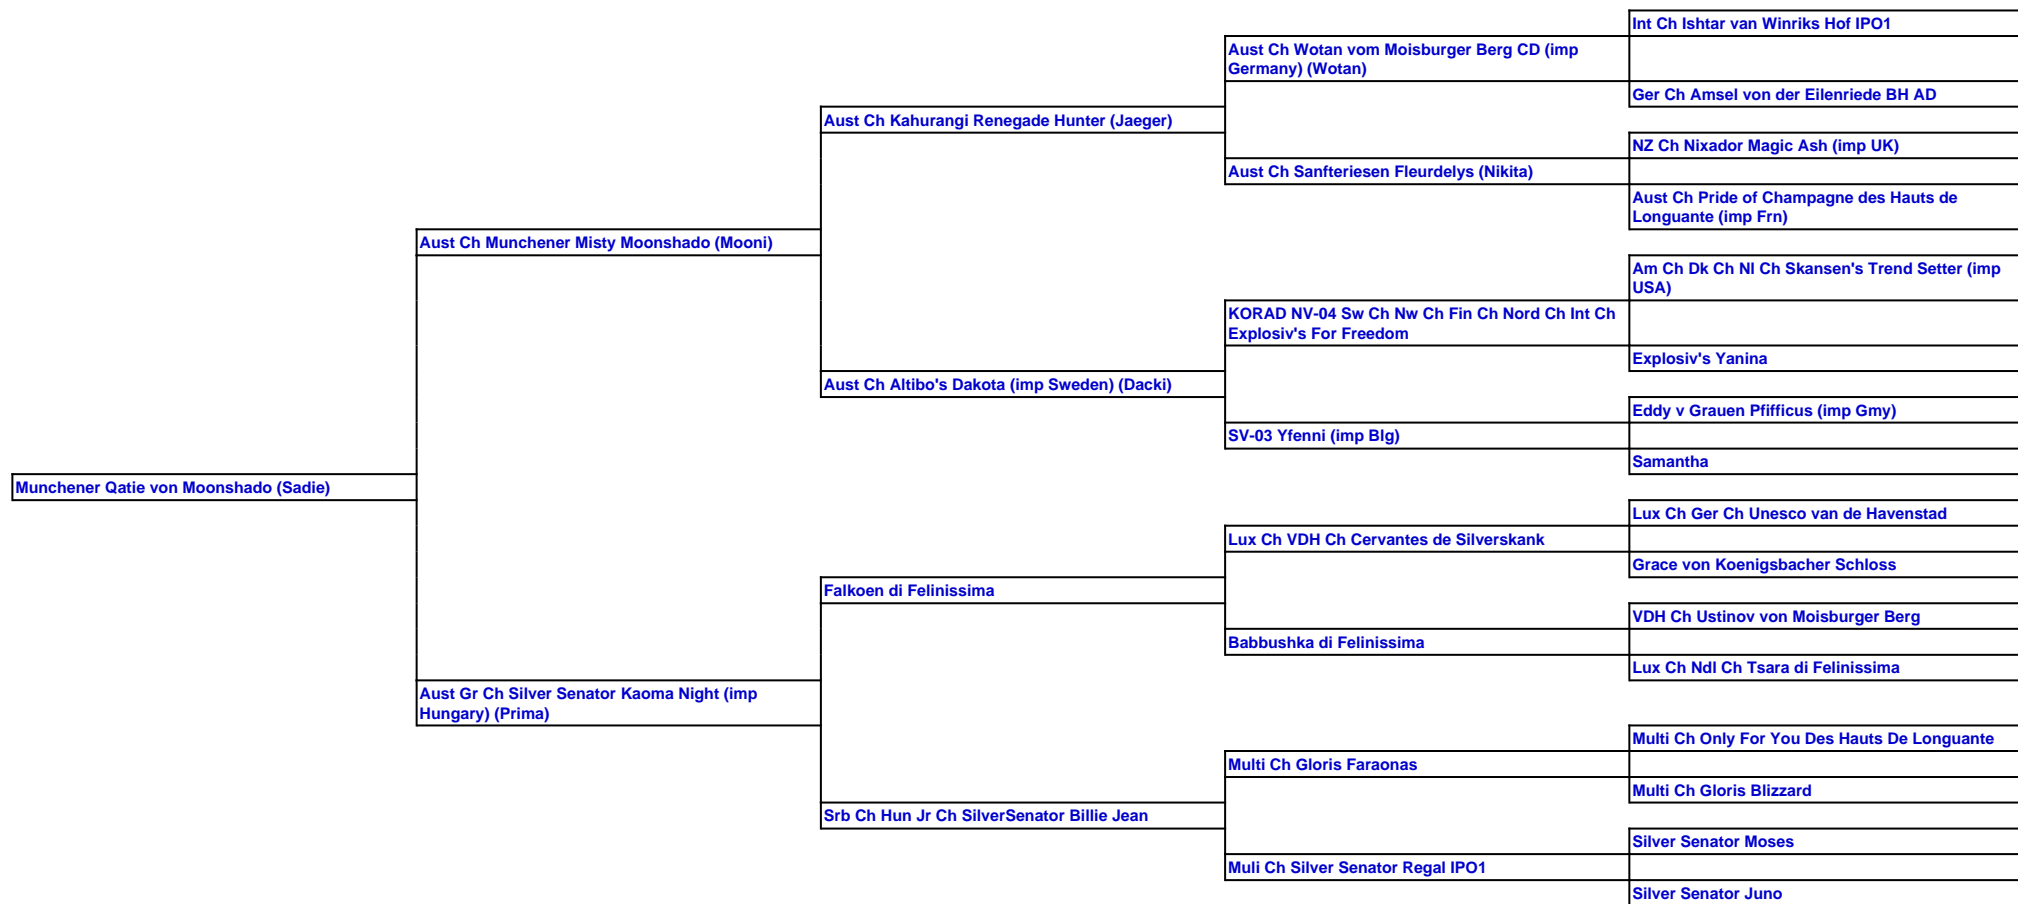 Int Ch Ishtar van Winriks Hof IPO1
Aust Ch Wotan vom Moisburger Berg CD (imp
Germany) (Wotan)
Ger Ch Amsel von der Eilenriede BH AD
Aust Ch Kahurangi Renegade Hunter (Jaeger)
NZ Ch Nixador Magic Ash (imp UK)
Aust Ch Sanfteriesen Fleurdelys (Nikita)
Aust Ch Pride of Champagne des Hauts de
Longuante (imp Frn)
Aust Ch Munchener Misty Moonshado (Mooni)
Am Ch Dk Ch Nl Ch Skansen's Trend Setter (imp
USA)
KORAD NV-04 Sw Ch Nw Ch Fin Ch Nord Ch Int Ch
Explosiv's For Freedom
Explosiv's Yanina
Aust Ch Altibo's Dakota (imp Sweden) (Dacki)
Eddy v Grauen Pfifficus (imp Gmy)
SV-03 Yfenni (imp Blg)
Samantha
Munchener Qatie von Moonshado (Sadie)
Lux Ch Ger Ch Unesco van de Havenstad
Lux Ch VDH Ch Cervantes de Silverskank
Grace von Koenigsbacher Schloss
Falkoen di Felinissima
VDH Ch Ustinov von Moisburger Berg
Babbushka di Felinissima
Lux Ch Ndl Ch Tsara di Felinissima
Aust Gr Ch Silver Senator Kaoma Night (imp
Hungary) (Prima)
Multi Ch Only For You Des Hauts De Longuante
Multi Ch Gloris Faraonas
Multi Ch Gloris Blizzard
Srb Ch Hun Jr Ch SilverSenator Billie Jean
Silver Senator Moses
Muli Ch Silver Senator Regal IPO1
Silver Senator Juno